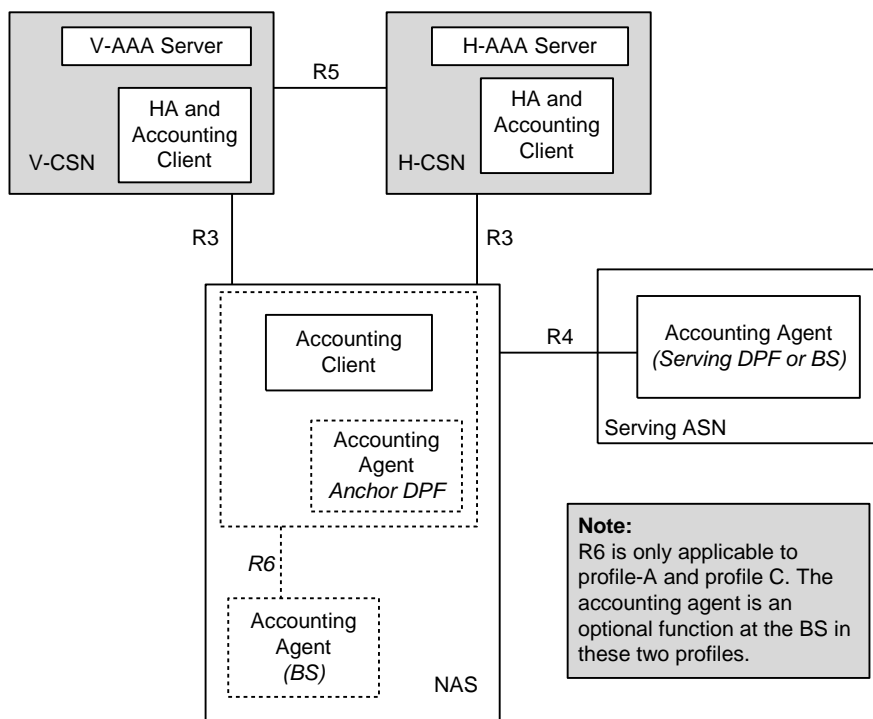 V-AAA Server
HA and
Accounting
Client
V-CSN
R5
H-AAA Server
HA and
Accounting
Client
H-CSN
R3
R3
Accounting
Client
Accounting
Agent
Anchor DPF
R4
Accounting Agent
(Serving DPF or BS)
Serving ASN
R6
Accounting
Agent
(BS)
NAS
Note:
R6 is only applicable to
profile-A and profile C. The
accounting agent is an
optional function at the BS in
these two profiles.